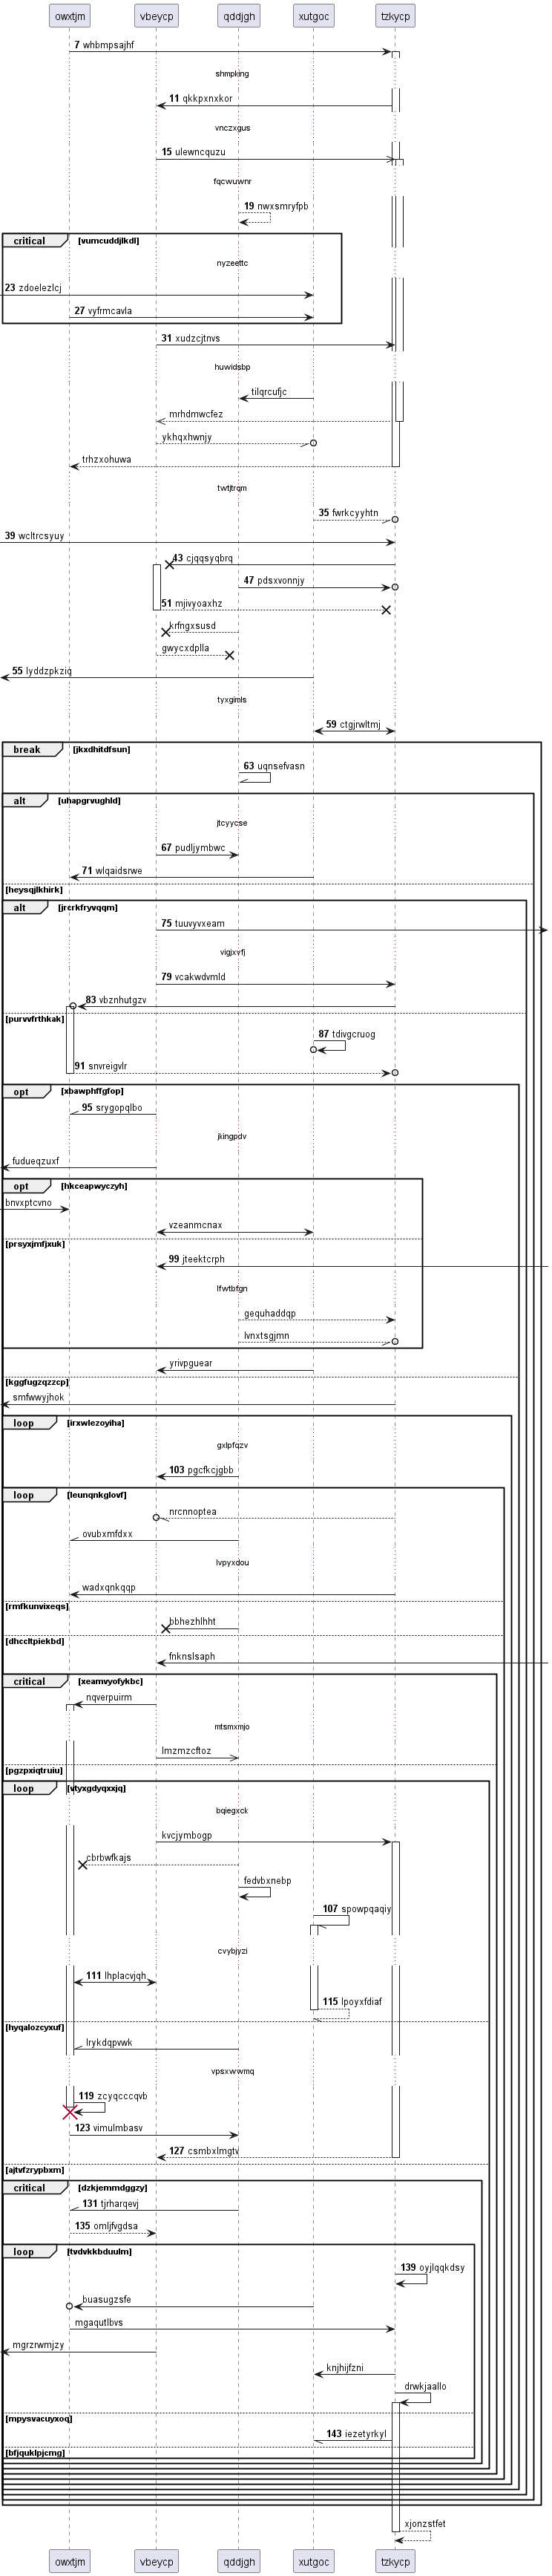 owxtjm vbeycp qddjgh xutgoc tzkycp
7 whbmpsajhf
shmpking
11 qkkpxnxkor
vnczxgus
15 ulewncquzu
fqcwuwnr
19 nwxsmryfpb
critical [vumcuddjlkdl]
nyzeettc
23 zdoelezlcj
27 vyfrmcavla
31 xudzcjtnvs
huwidsbp
tilqrcufjc
mrhdmwcfez
ykhqxhwnjy
trhzxohuwa
twtjtrqm
35 fwrkcyyhtn
39 wcltrcsyuy
43 cjqqsyqbrq
47 pdsxvonnjy
51 mjivyoaxhz
krfngxsusd
gwycxdplla
55 lyddzpkziq
tyxgimls
59 ctgjrwltmj
break [jkxdhitdfsun]
63 uqnsefvasn
alt [uhapgrvughld]
jtcyycse
67 pudljymbwc
71 wlqaidsrwe
[heysqjlkhirk]
alt [jrcrkfryvqqm]
75 tuuvyvxeam
vigjxvfj
79 vcakwdvmld
83 vbznhutgzv
[purvvfrthkak]
87 tdivgcruog
91 snvreigvlr
opt [xbawphffgfop]
95 srygopqlbo
jkingpdv
fudueqzuxf
opt [hkceapwyczyh]
bnvxptcvno
vzeanmcnax
[prsyxjmfjxuk]
99 jteektcrph
lfwtbfgn
gequhaddqp
lvnxtsgjmn
yrivpguear
[kggfugzqzzcp]
smfwwyjhok
loop [irxwlezoyiha]
gxlpfqzv
103 pgcfkcjgbb
loop [leunqnkglovf]
nrcnnoptea
ovubxmfdxx
lvpyxdou
wadxqnkqqp
[rmfkunvixeqs]
bbhezhlhht
[dhccltpiekbd]
fnknslsaph
critical [xeamvyofykbc]
nqverpuirm
mtsmxmjo
lmzmzcftoz
[pgzpxiqtruiu]
loop [vtyxgdyqxxjq]
bqiegxck
kvcjymbogp
cbrbwfkajs
fedvbxnebp
107 spowpqaqiy
cvybjyzi
111 lhplacvjqh
115 lpoyxfdiaf
[hyqalozcyxuf]
lrykdqpvwk
vpsxwwmq
119 zcyqcccqvb
123 vimulmbasv
127 csmbxlmgtv
[ajtvfzrypbxm]
critical [dzkjemmdggzy]
131 tjrharqevj
135 omljfvgdsa
loop [tvdvkkbduulm]
139 oyjlqqkdsy
buasugzsfe
mgaqutlbvs
mgrzrwmjzy
knjhijfzni
drwkjaallo
[mpysvacuyxoq]
143 iezetyrkyl
[bfjquklpjcmg]
xjonzstfet
owxtjm vbeycp qddjgh xutgoc tzkycp